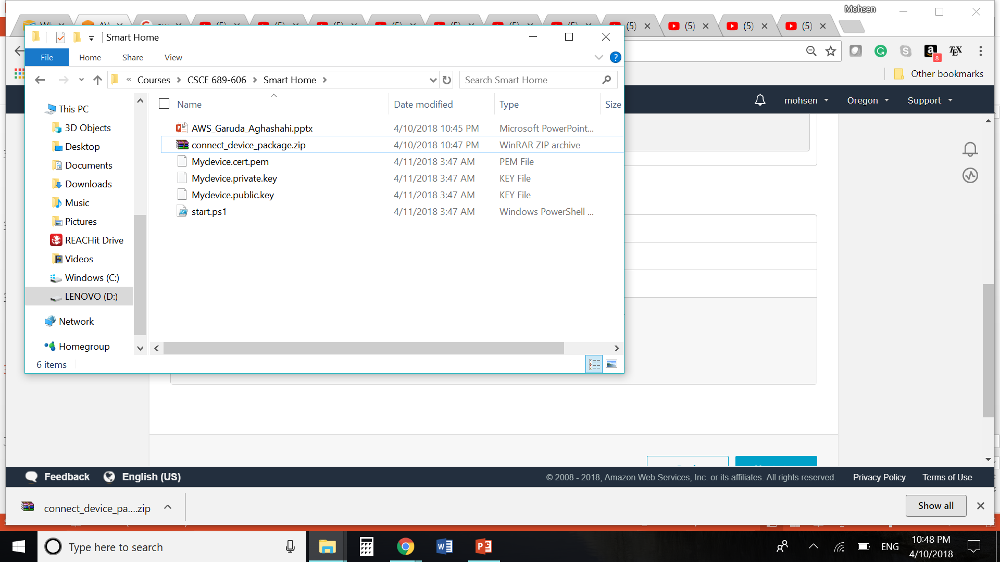 Mohsen
(5)
(5)
(5)
(5)
Smart Home
File
Home
Share
View
?
« Courses > CSCE 689-606 > Smart Home >
Search Smart Home
8
TEX
Other bookmarks
mohsen
Oregon
Support
Name
Date modified
Type
Size
AWS_Garuda_Aghashahi.pptx 4/10/2018 10:45 PM Microsoft PowerPoint...
connect_device_package.zip 4/10/2018 10:47 PM WinRAR ZIP archive
Mydevice.cert.pem 4/11/2018 3:47 AM PEM File
Mydevice.private.key 4/11/2018 3:47 AM KEY File
Mydevice.public.key 4/11/2018 3:47 AM KEY File
start.ps1 4/11/2018 3:47 AM Windows PowerShell ...
This PC
3D Objects
Desktop
Documents
Downloads
Music
Pictures
REACHit Drive
Videos
Windows (C:)
LENOVO (D:)
Network
Homegroup
6 items
Feedback
English (US)
© 2008 - 2018, Amazon Web Services, Inc. or its affiliates. All rights reserved.
Privacy Policy
Terms of Use
connect_device_pa....zip
Show all
Type here to search
ENG
10:48 PM
4/10/2018